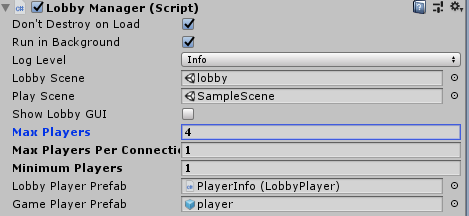 Lobby Manager (Script)
Don't Destroy on Load
Run in Background
Log Level Info
Lobby Scene lobby
Play Scene SampleScene
Show Lobby GUI
Max Players 4
Max Players Per Connectio 1
Minimum Players 1
Lobby Player Prefab PlayerInfo (LobbyPlayer)
Game Player Prefab player